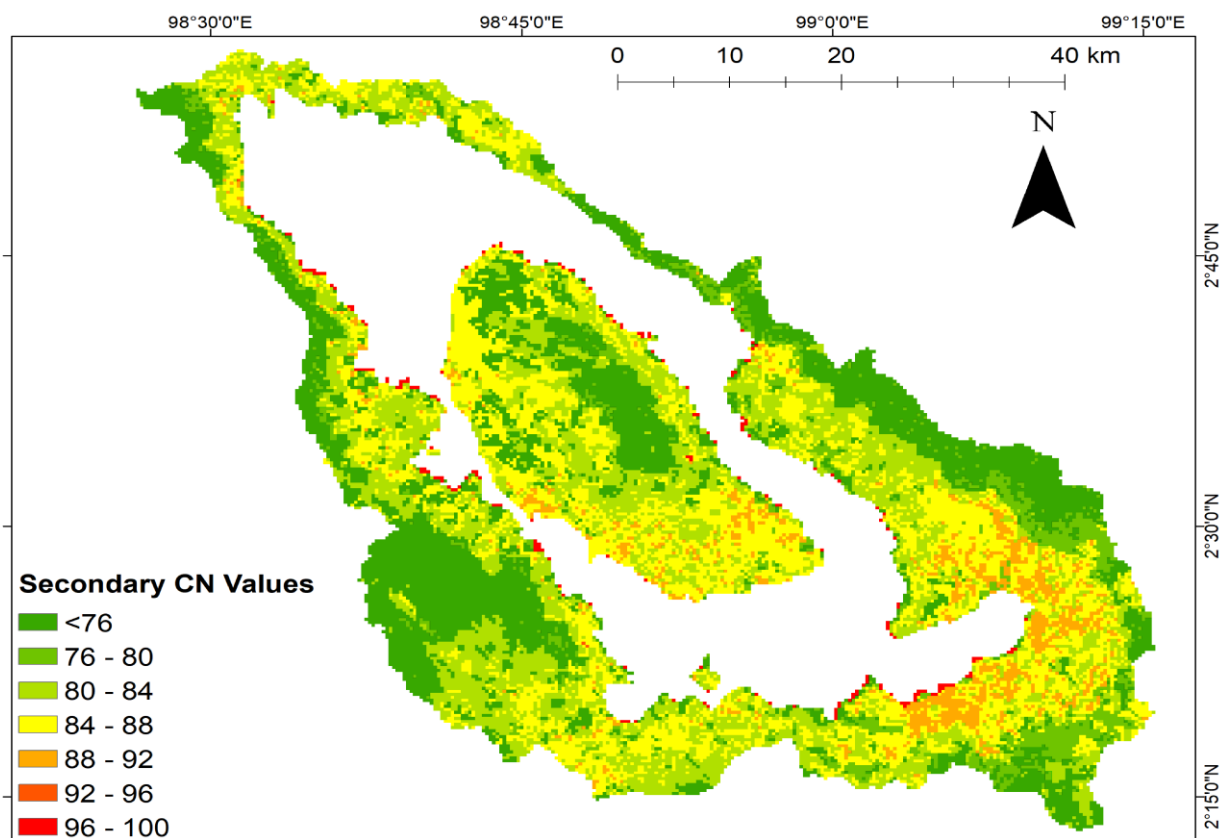 98°30'0"E 98°45'0"E 99°0'0"E 99°15'0"E
0 10 20 40 km
N
2°45'0"N
2°30'0"N
2°15'0"N
Secondary CN Values
<76
76 - 80
80 - 84
84 - 88
88 - 92
92 - 96
96 - 100